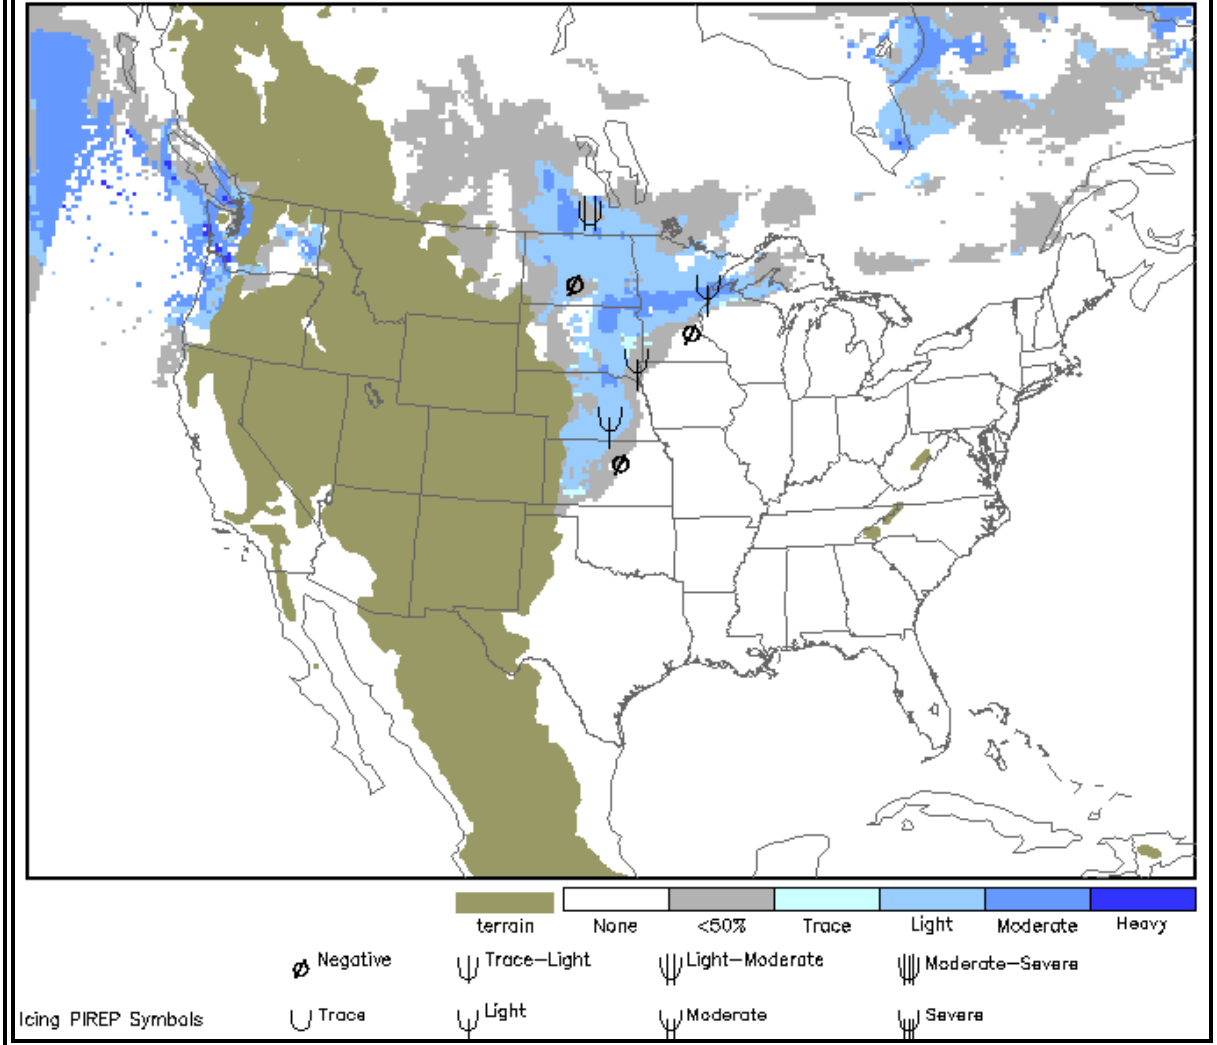 terrain None <50% Trace Light Moderate Heavy
Negative Trace-Light Light-Moderate Moderate-Severe
Icing PIREP Symbols Trace Light Moderate Severe